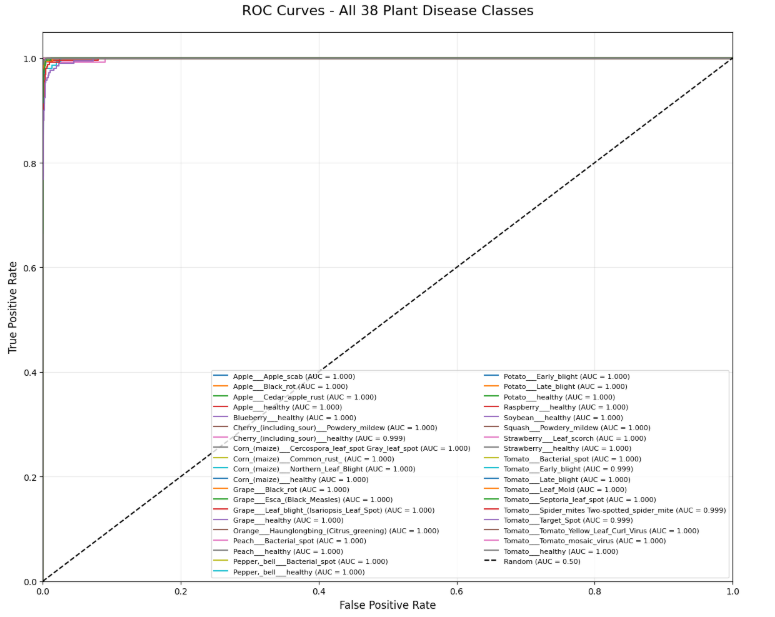 ROC Curves - All 38 Plant Disease Classes
True Positive Rate
1.0
0.8
0.6
0.4
0.2
0.0
0.0
0.2
0.4
0.6
0.8
1.0
False Positive Rate
Apple___Apple_scab (AUC = 1.000)
Apple___Black_rot (AUC = 1.000)
Apple___Cedar_apple_rust (AUC = 1.000)
Apple___healthy (AUC = 1.000)
Blueberry___healthy (AUC = 1.000)
Cherry_(including_sour)___Powdery_mildew (AUC = 1.000)
Cherry_(including_sour)___healthy (AUC = 0.999)
Corn_(maize)___Cercospora_leaf_spot Gray_leaf_spot (AUC = 1.000)
Corn_(maize)___Common_rust_ (AUC = 1.000)
Corn_(maize)___Northern_Leaf_Blight (AUC = 1.000)
Corn_(maize)___healthy (AUC = 1.000)
Grape___Black_rot (AUC = 1.000)
Grape___Esca_(Black_Measles) (AUC = 1.000)
Grape___Leaf_blight_(Isariopsis_Leaf_Spot) (AUC = 1.000)
Grape___healthy (AUC = 1.000)
Orange___Haunglongbing_(Citrus_greening) (AUC = 1.000)
Peach___Bacterial_spot (AUC = 1.000)
Peach___healthy (AUC = 1.000)
Pepper,_bell___Bacterial_spot (AUC = 1.000)
Pepper,_bell___healthy (AUC = 1.000)
Potato___Early_blight (AUC = 1.000)
Potato___Late_blight (AUC = 1.000)
Potato___healthy (AUC = 1.000)
Raspberry___healthy (AUC = 1.000)
Soybean___healthy (AUC = 1.000)
Squash___Powdery_mildew (AUC = 1.000)
Strawberry___Leaf_scorch (AUC = 1.000)
Strawberry___healthy (AUC = 1.000)
Tomato___Bacterial_spot (AUC = 1.000)
Tomato___Early_blight (AUC = 0.999)
Tomato___Late_blight (AUC = 1.000)
Tomato___Leaf_Mold (AUC = 1.000)
Tomato___Septoria_leaf_spot (AUC = 1.000)
Tomato___Spider_mites Two-spotted_spider_mite (AUC = 0.999)
Tomato___Target_Spot (AUC = 0.999)
Tomato___Tomato_Yellow_Leaf_Curl_Virus (AUC = 1.000)
Tomato___Tomato_mosaic_virus (AUC = 1.000)
Tomato___healthy (AUC = 1.000)
Random (AUC = 0.50)